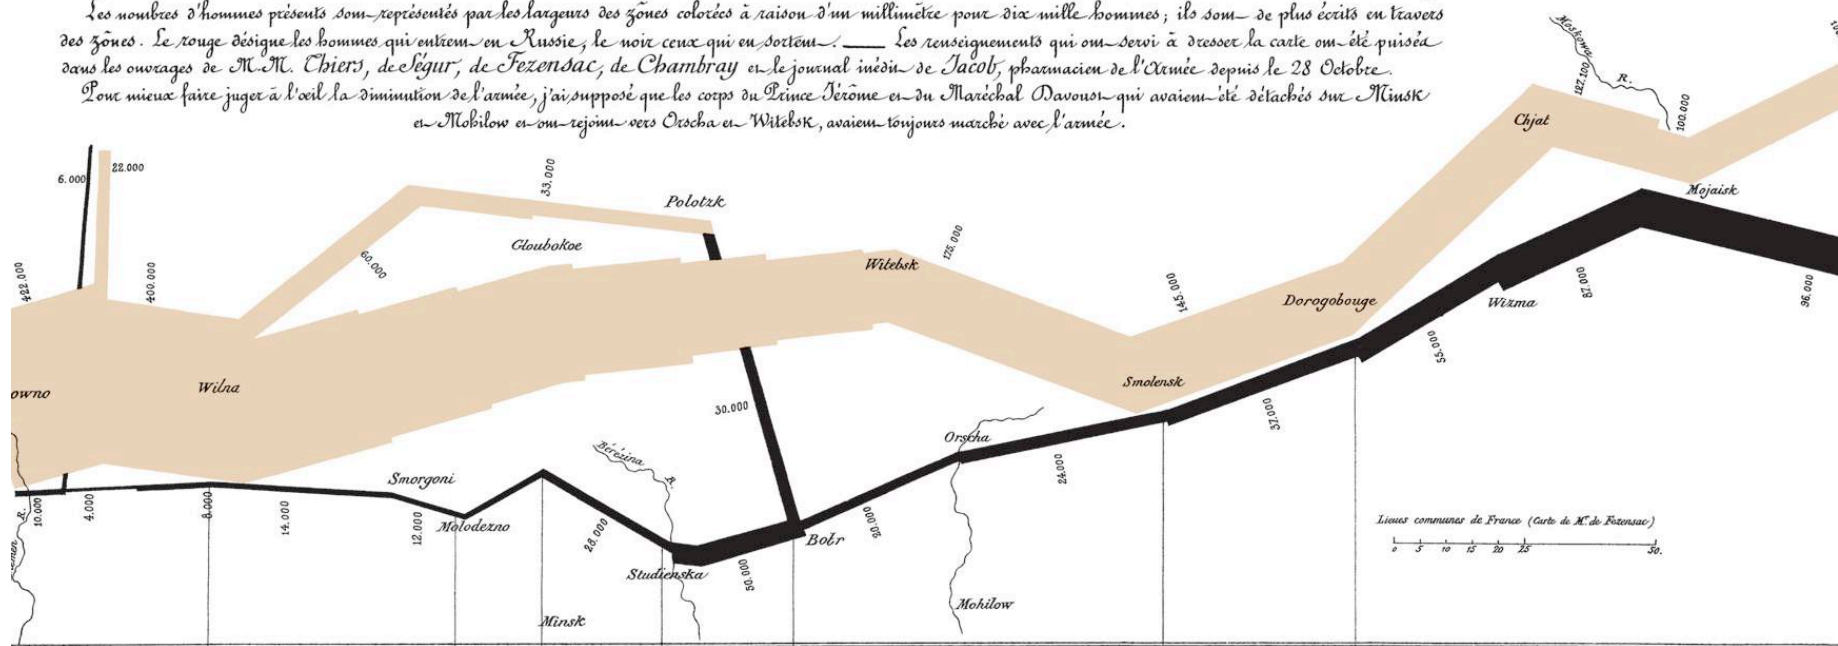 Les nombres d'hommes présents sont représentés par les largeurs des zônes colorées à raison d'un millimètre pour dix mille hommes; ils sont de plus écrits en travers
des zônes. Le rouge désigne les hommes qui entrent en Russie, le noir ceux qui en sortent. — Les renseignements qui ont servi à dresser la carte ont été puisés
dans les ouvrages de M.M. Thiers, de Ségur, de Fezensac, de Chambray et le journal inédit de Jacob, pharmacien de l'Armée depuis le 28 Octobre.
Pour mieux faire juger à l'œil la diminution de l'armée, j'ai supposé que les corps du Prince Jérôme et du Maréchal Davoust qui avaient été détachés sur Minsk
et Mohilow et ont rejoint vers Orscha et Witebsk, avaient toujours marché avec l'armée.
Moskowa
R.
122.100
100.000
Chjat
Mojaisk
6.000
22.000
33.000
Polotzk
Gloubokoe
60.000
422.000
400.000
Witebsk
175.000
145.000
Dorogobouge
Wizma
87.000
96.000
55.000
owno
Wilna
Smolensk
30.000
37.000
Orscha
24.000
Bérézina
R.
Smorgoni
Molodezno
R.
10.000
4.000
8.000
14.000
12.000
28.000
Studienska
50.000
Bobr
20.000
Minsk
Mohilow
Lieues communes de France (Carte de M. de Fezensac)
0 5 10 15 20 25 50.